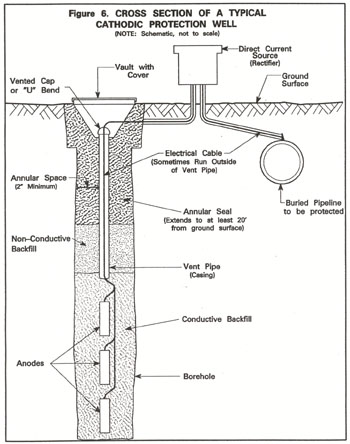 Figure 6. CROSS SECTION OF A TYPICAL
CATHODIC PROTECTION WELL
(NOTE: Schematic, not to scale)
Direct Current
Source
(Rectifier)
Vault with
Cover
Vented Cap
or "U" Bend
Ground
Surface
Electrical Cable
(Sometimes Run Outside
of Vent Pipe)
Annular Space
(2" Minimum)
Buried Pipeline
to be protected
Annular Seal
(Extends to at least 20'
from ground surface)
Non-Conductive
Backfill
Vent Pipe
(Casing)
Conductive Backfill
Anodes
Borehole